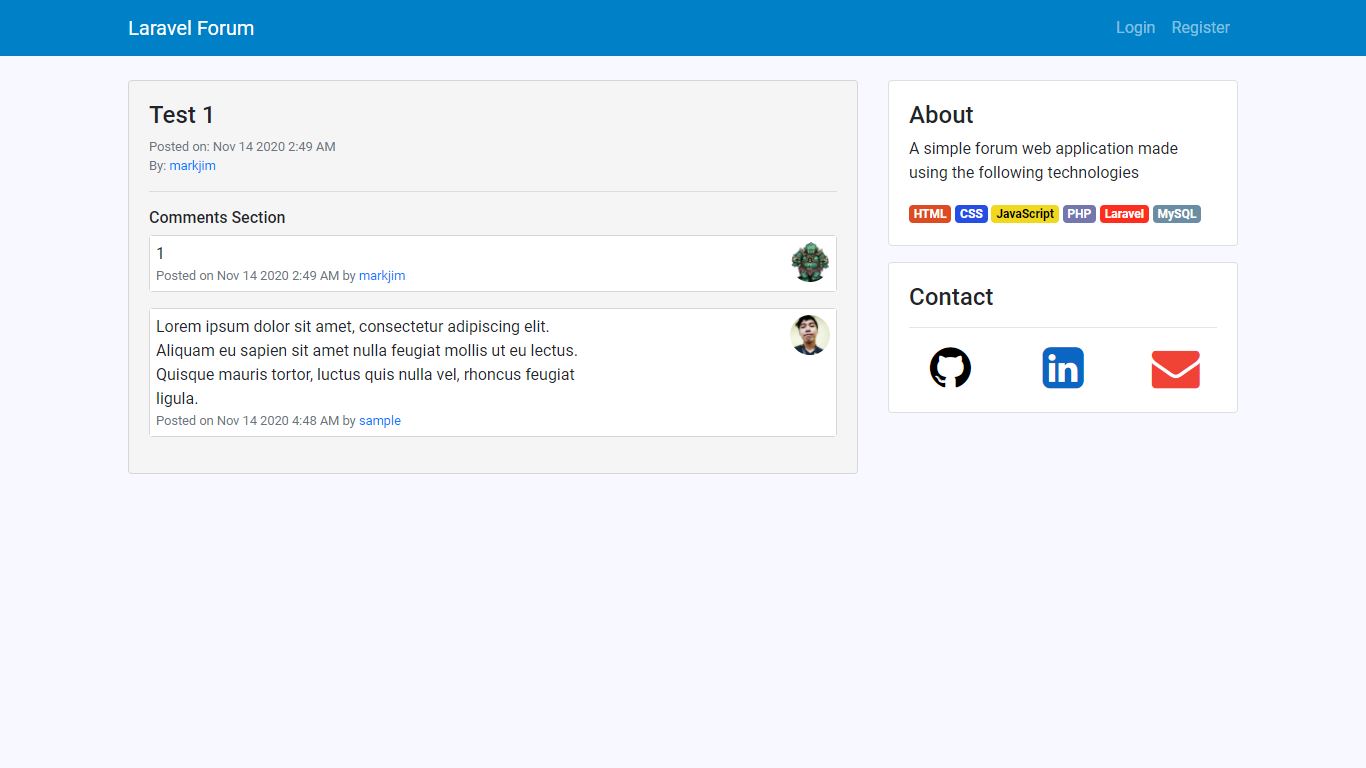 Laravel Forum
Login Register
Test 1
Posted on: Nov 14 2020 2:49 AM
By: markjim
Comments Section
1
Posted on Nov 14 2020 2:49 AM by markjim
Lorem ipsum dolor sit amet, consectetur adipiscing elit.
Aliquam eu sapien sit amet nulla feugiat mollis ut eu lectus.
Quisque mauris tortor, luctus quis nulla vel, rhoncus feugiat
ligula.
Posted on Nov 14 2020 4:48 AM by sample
About
A simple forum web application made
using the following technologies
HTML CSS JavaScript PHP Laravel MySQL
Contact
in